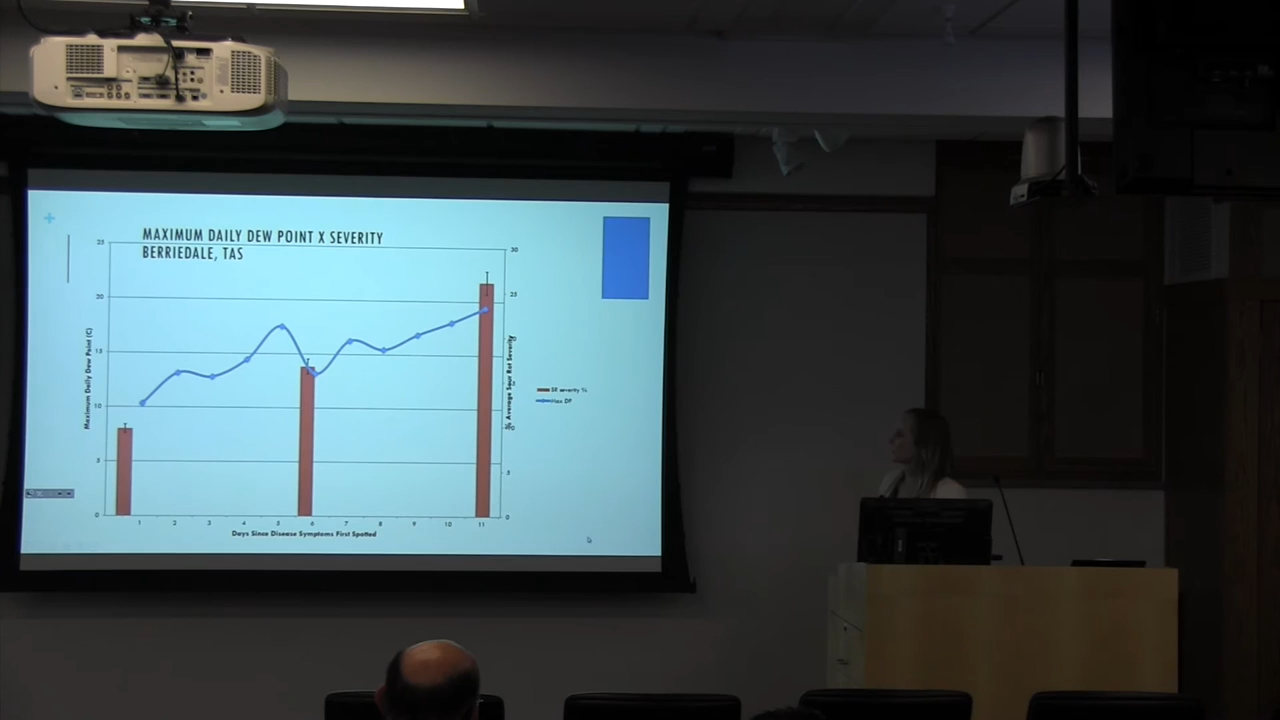 MAXIMUM DAILY DEW POINT X SEVERITY
BERRIEDALE, TAS
25
20
15
10
5
0
Maximum Daily Dew Point (C)
1 2 3 4 5 6 7 8 9 10 11
Days Since Disease Symptoms First Spotted
30
25
5
0
% Average Sour Rot Severity
SR severity %
Max DP